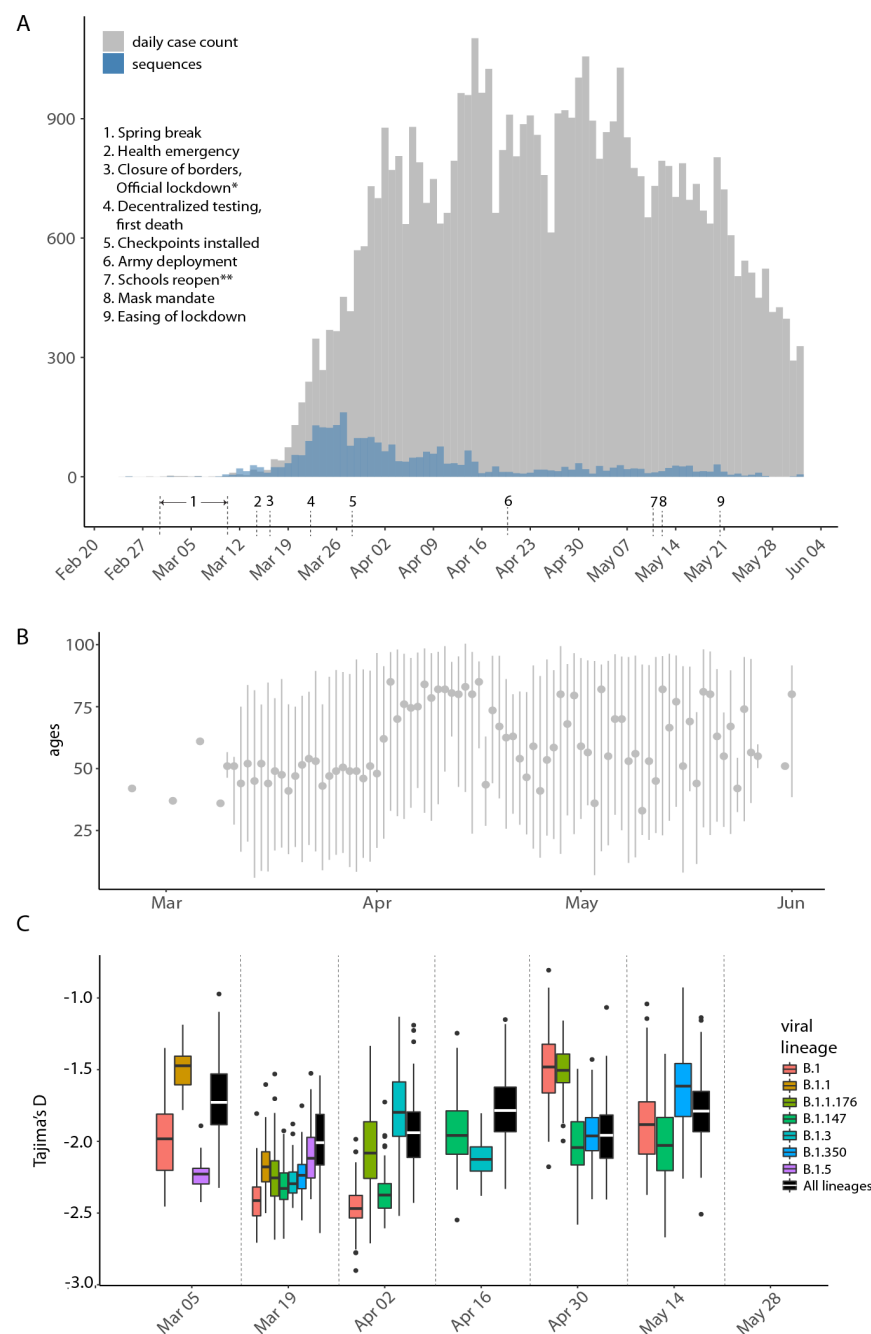 A
daily case count
sequences
900
600
300
0
1. Spring break
2. Health emergency
3. Closure of borders,
Official lockdown*
4. Decentralized testing,
first death
5. Checkpoints installed
6. Army deployment
7. Schools reopen**
8. Mask mandate
9. Easing of lockdown
1 2 3 4 5 6 7 8 9
Feb 20 Feb 27 Mar 05 Mar 12 Mar 19 Mar 26 Apr 02 Apr 09 Apr 16 Apr 23 Apr 30 May 07 May 14 May 21 May 28 Jun 04
B
100
75
50
25
ages
Mar Apr May Jun
C
-1.0
-1.5
-2.0
-2.5
-3.0
Tajima's D
viral
lineage
B.1
B.1.1
B.1.1.176
B.1.147
B.1.3
B.1.350
B.1.5
All lineages
Mar 05 Mar 19 Apr 02 Apr 16 Apr 30 May 14 May 28